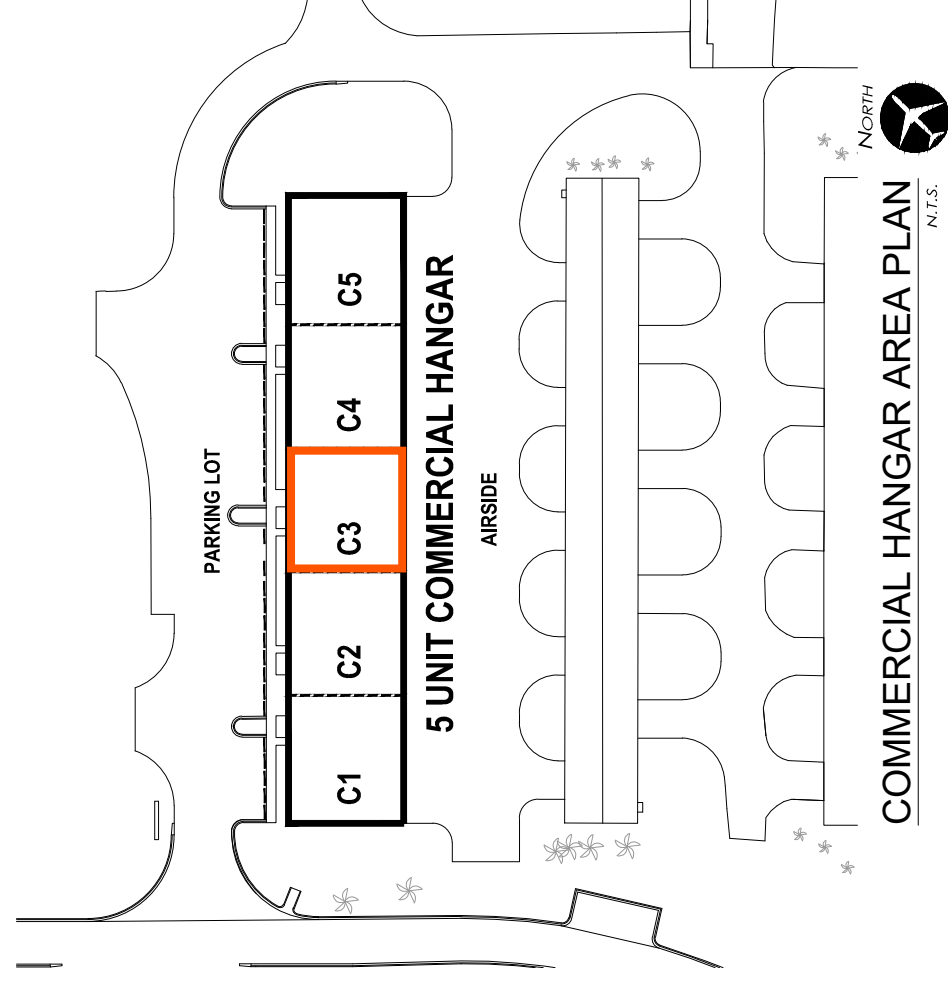 PARKING LOT
C5
C4
C3
C2
C1
5 UNIT COMMERCIAL HANGAR
AIRSIDE
NORTH
COMMERCIAL HANGAR AREA PLAN
N.T.S.